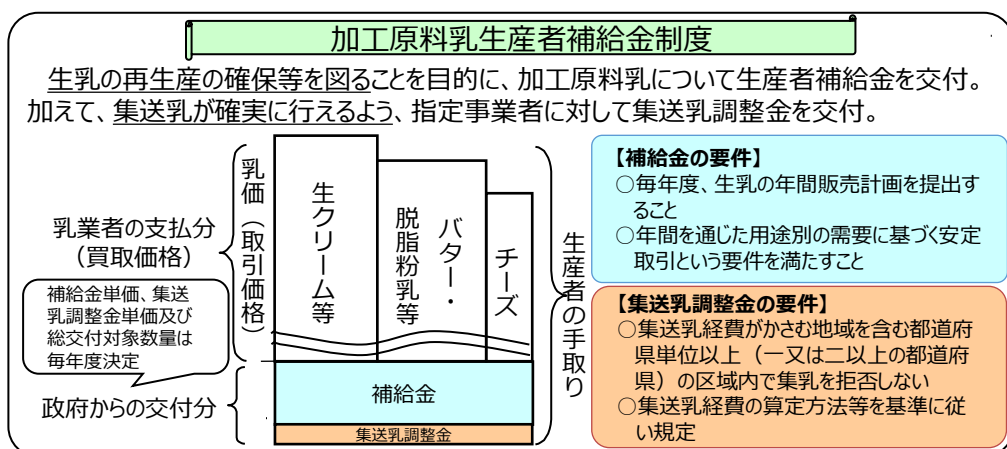 加工原料乳生産者補給金制度
生乳の再生産の確保等を図ることを目的に、加工原料乳について生産者補給金を交付。
加えて、集送乳が確実に行えるよう、指定事業者に対して集送乳調整金を交付。
乳業者の支払分
（買取価格）
補給金単価、集送
乳調整金単価及び
総交付対象数量は
毎年度決定
政府からの交付分
乳価（取引価格）
生クリーム等
バター・
脱脂粉乳等
チーズ
補給金
集送乳調整金
生産者の手取り
【補給金の要件】
○毎年度、生乳の年間販売計画を提出す
ること
○年間を通じた用途別の需要に基づく安定
取引という要件を満たすこと
【集送乳調整金の要件】
○集送乳経費がかさむ地域を含む都道府
県単位以上（一又は二以上の都道府
県）の区域内で集乳を拒否しない
○集送乳経費の算定方法等を基準に従
い規定